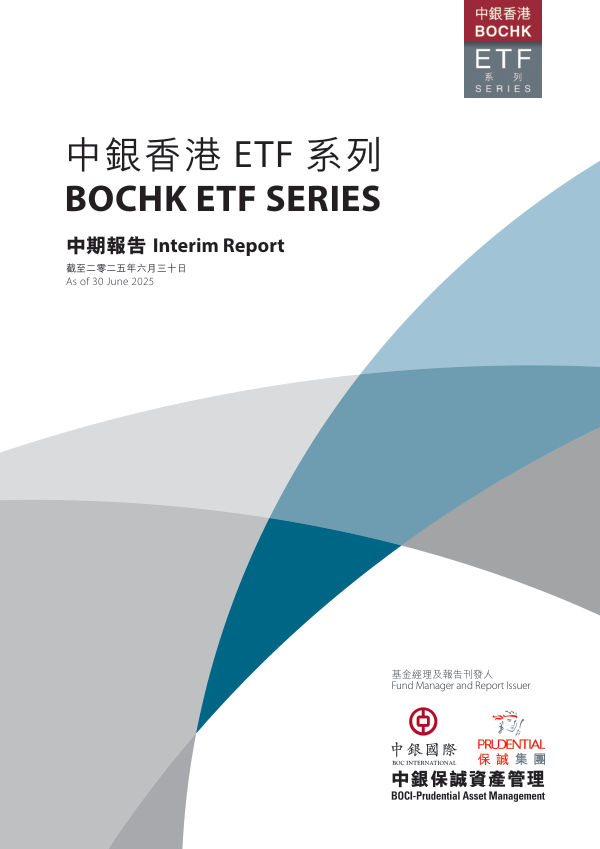 中銀香港
BOCHK
ETF
系列
SERIES
中銀香港 ETF 系列
BOCHK ETF SERIES
中期報告 Interim Report
截至二零二五年六月三十日
As of 30 June 2025
基金經理及報告刊發人
Fund Manager and Report Issuer
中銀國際
BOC INTERNATIONAL
PRUDENTIAL
保誠集團
中銀保誠資產管理
BOCI-Prudential Asset Management